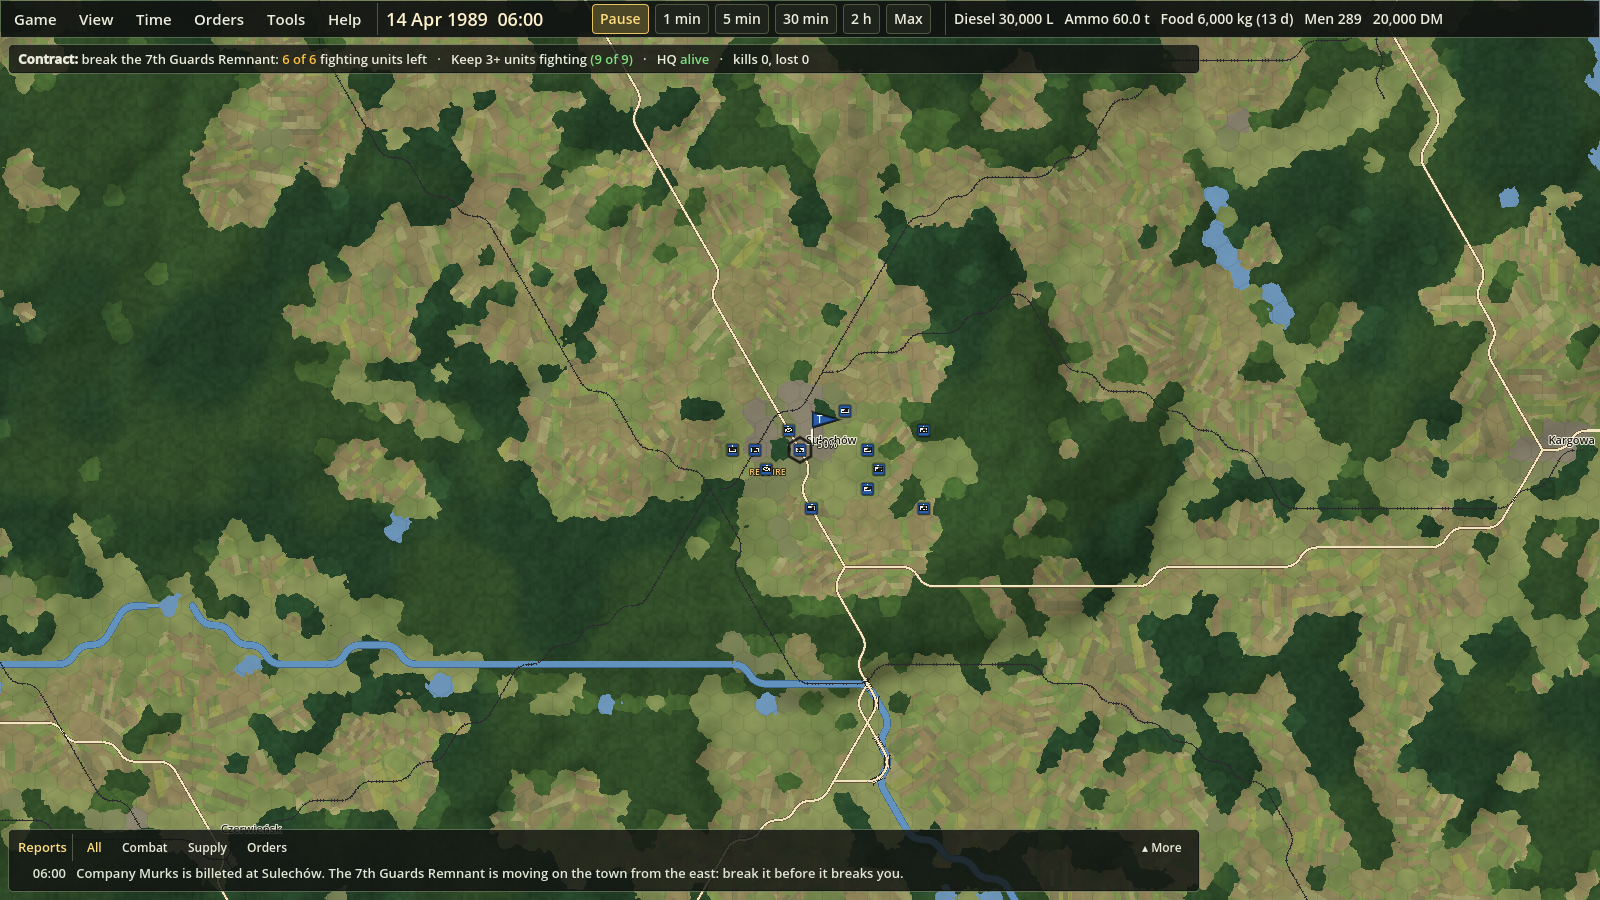 Game View Time Orders Tools Help 14 Apr 1989 06:00 Pause 1 min 5 min 30 min 2 h Max Diesel 30,000 L Ammo 60.0 t Food 6,000 kg (13 d) Men 289 20,000 DM
Contract: break the 7th Guards Remnant: 6 of 6 fighting units left · Keep 3+ units fighting (9 of 9) · HQ alive · kills 0, lost 0
T
Sulechów
Kargowa
Czerwieńsk
Reports All Combat Supply Orders ▴ More
06:00 Company Murks is billeted at Sulechów. The 7th Guards Remnant is moving on the town from the east: break it before it breaks you.